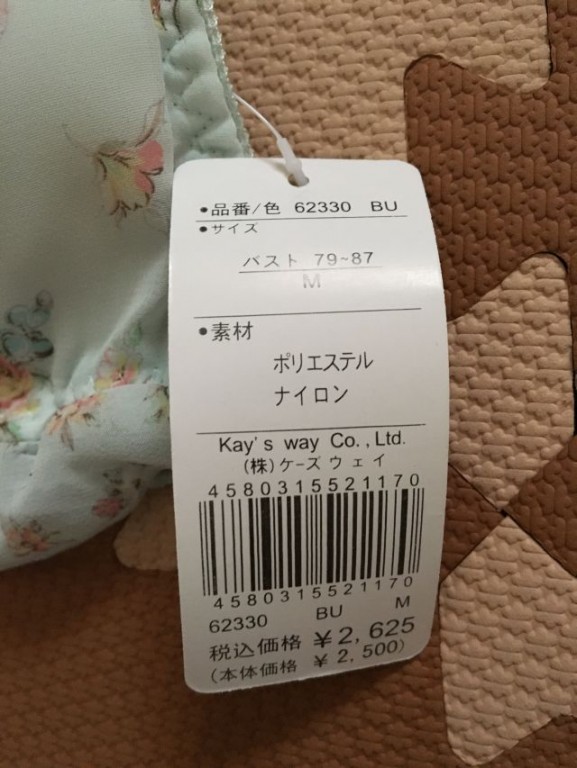 •品番/色 62330 BU
•サイズ
バスト 79~87
M
•素材
ポリエステル
ナイロン
Kay's way Co.,Ltd.
(株)ケーズウェイ
4580315521170
4580315521170
62330 BU M
税込価格 ¥2,625
(本体価格 ¥2,500)